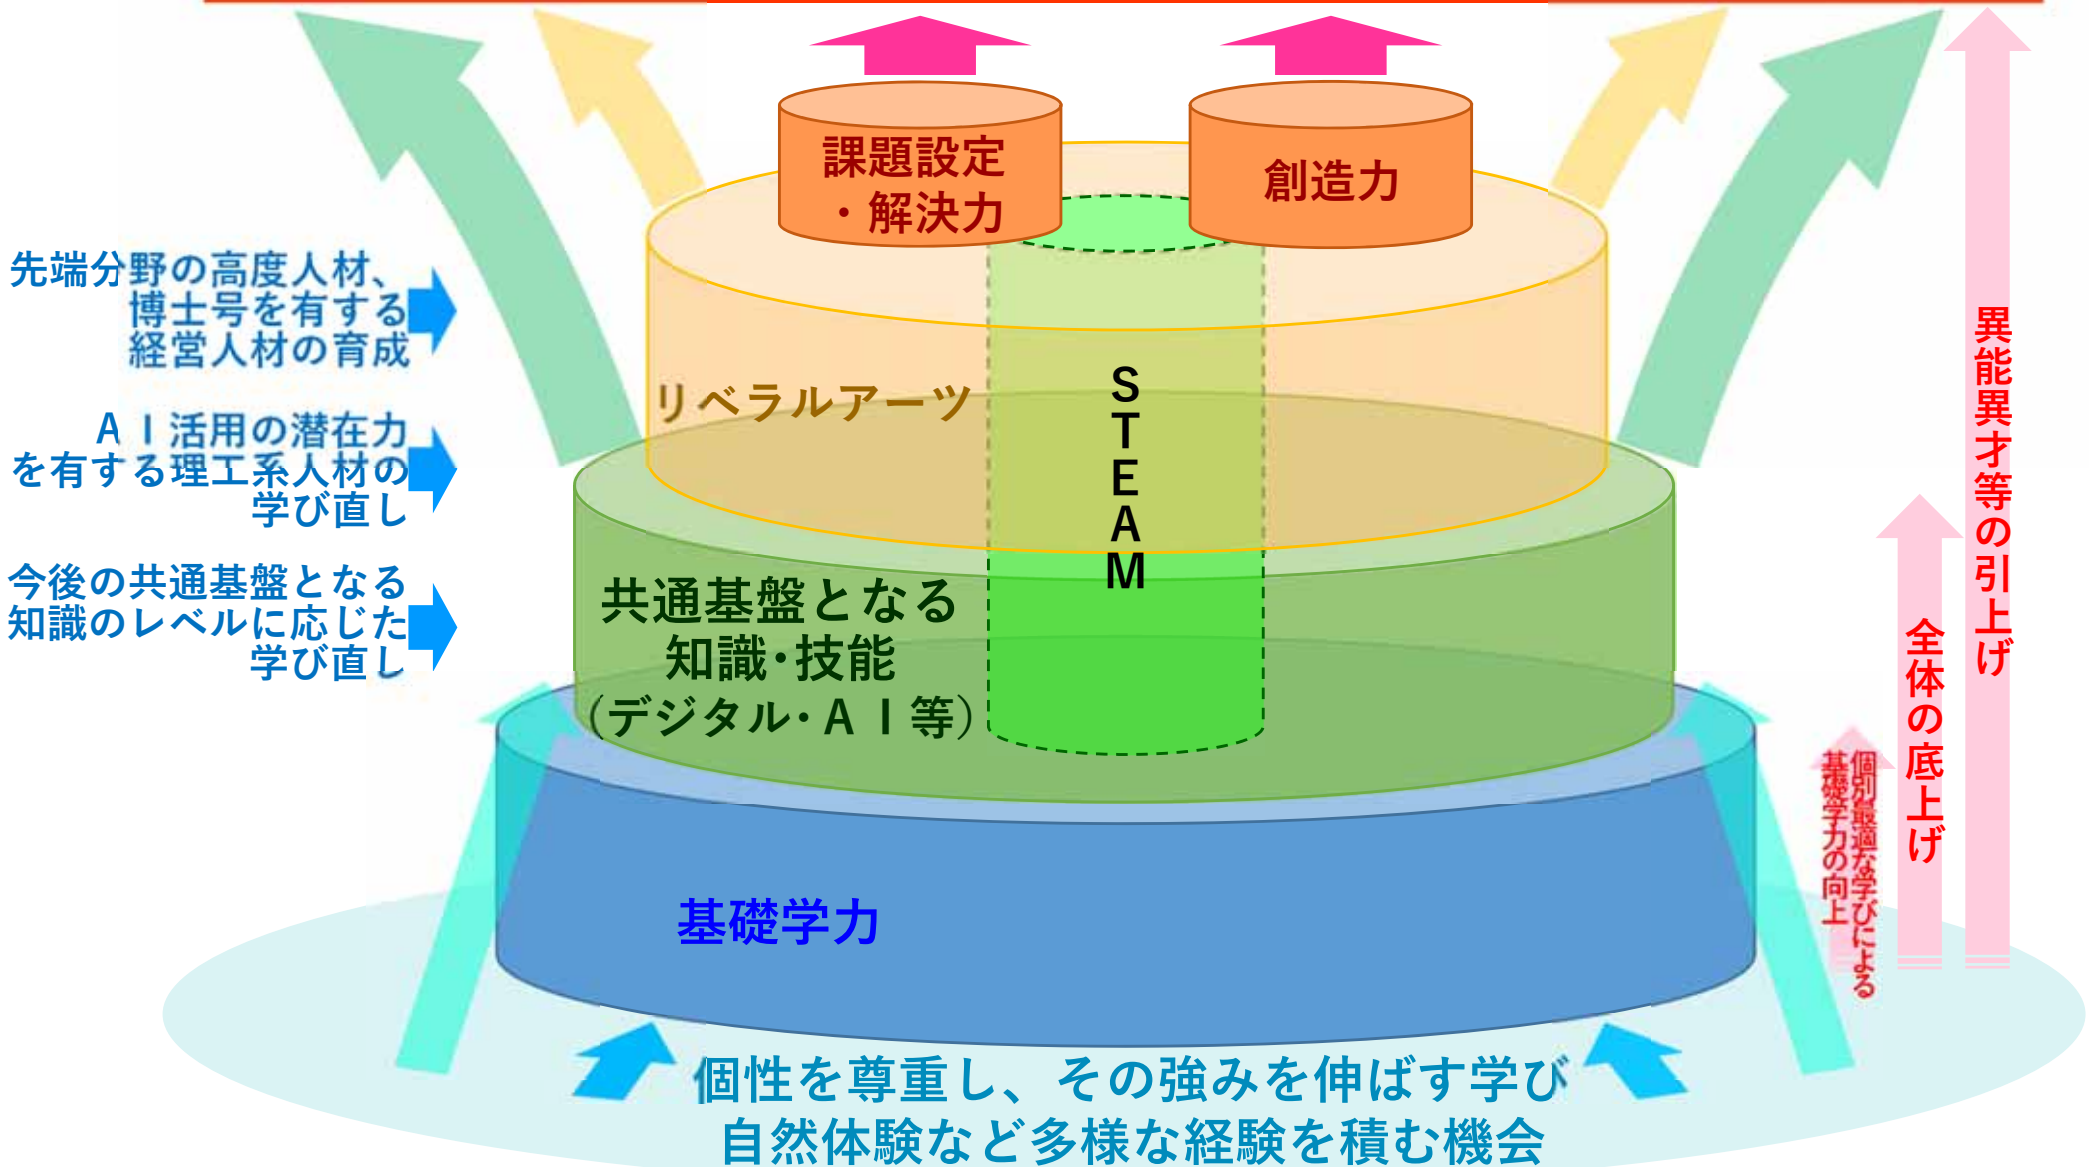 課題設定
・解決力
創造力
先端分野の高度人材、
博士号を有する
経営人材の育成
リベラルアーツ
STEAM
ＡＩ活用の潜在力
を有する理工系人材の
学び直し
今後の共通基盤となる
知識のレベルに応じた
学び直し
共通基盤となる
知識・技能
（デジタル・ＡＩ等）
基礎学力
異能異才等の引上げ
全体の底上げ
個別最適な学びによる
基礎学力の向上
個性を尊重し、その強みを伸ばす学び
自然体験など多様な経験を積む機会